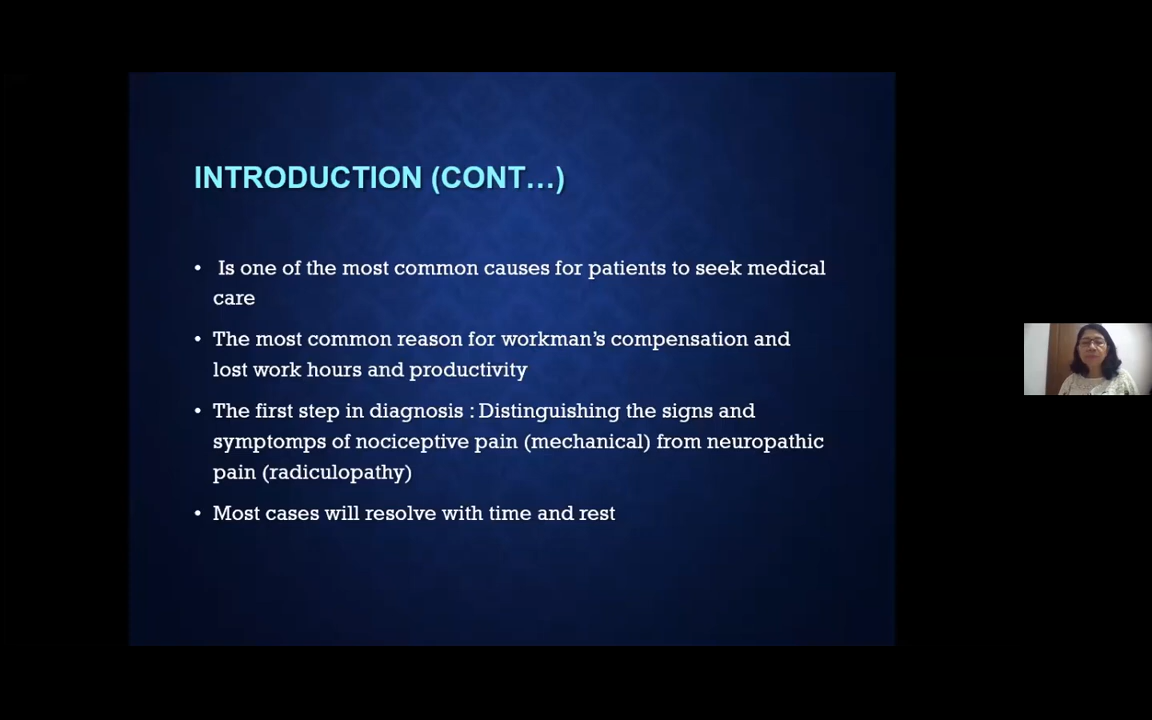 INTRODUCTION (CONT...)
• Is one of the most common causes for patients to seek medical
care
• The most common reason for workman's compensation and
lost work hours and productivity
• The first step in diagnosis : Distinguishing the signs and
symptomps of nociceptive pain (mechanical) from neuropathic
pain (radiculopathy)
• Most cases will resolve with time and rest